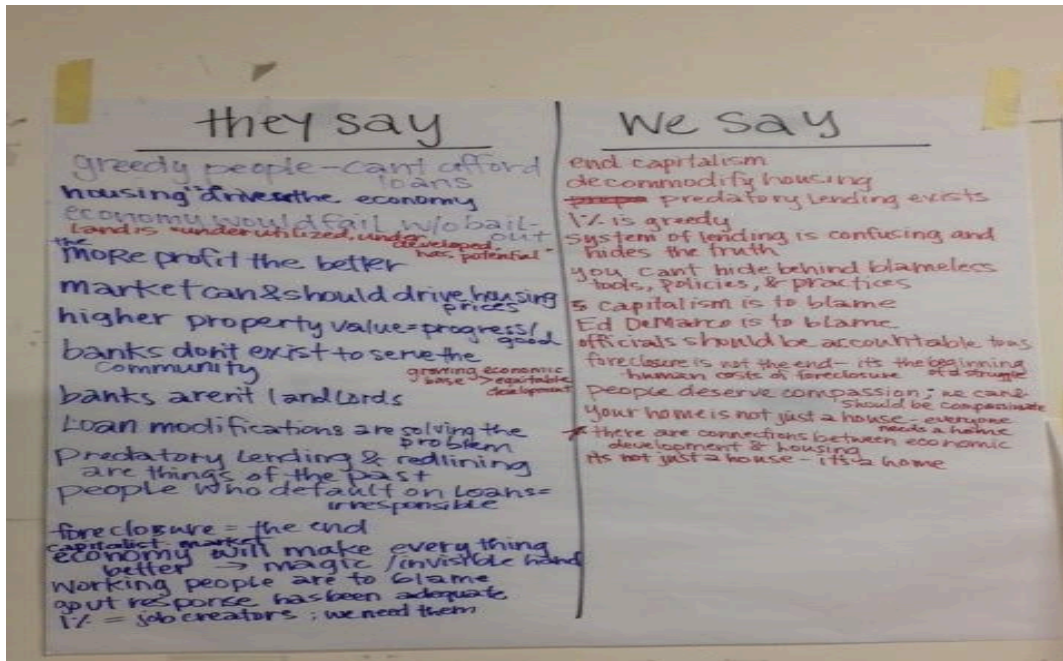 they say
greedy people - cant afford
loans
housing "drives the economy
economy would fail w/o bail-
out
Land is "underutilized, under
developed
has potential"
the
more profit the better
market can & should drive housing
prices
higher property value = progress/
good
banks don't exist to serve the
community
growing economic
base > equitable
development
banks aren't landlords
Loan modifications are solving the
problem
Predatory Lending & redlining
are things of the past
people who default on loans =
irresponsible
foreclosure = the end
capitalist market
economy will make everything
better → magic / invisible hand
working people are to blame
govt response has been adequate
1% = job creators ; we need them
we say
end capitalism
decommodify housing
predatory lending exists
1% is greedy
system of lending is confusing and
hides the truth
you cant hide behind blameless
tools, policies, & practices
capitalism is to blame
Ed DeMarco is to blame
officials should be accountable to us
foreclosure is not the end - its the beginning
of a struggle
human costs of foreclosure
people deserve compassion ; we can &
should be compassionate
your home is not just a house everyone
needs a home
* there are connections between economic
development & housing
its not just a house - its a home